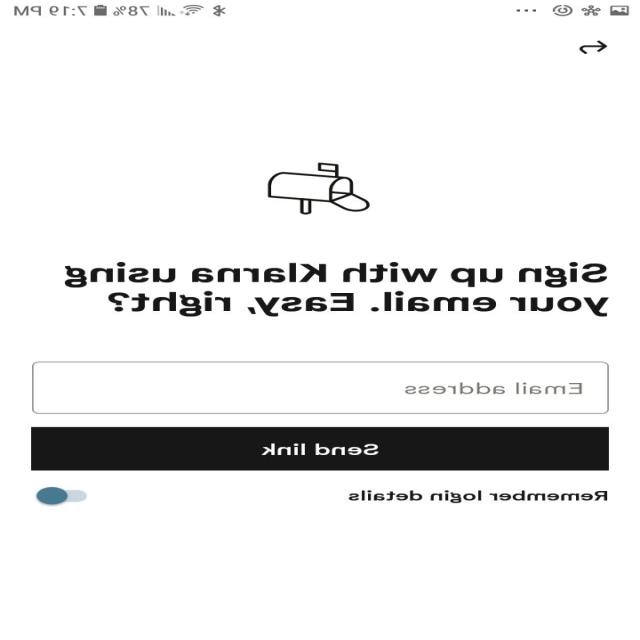 78% 7:19 PM
Sign up with Klarna using
your email. Easy, right?
Email address
Send link
Remember login details